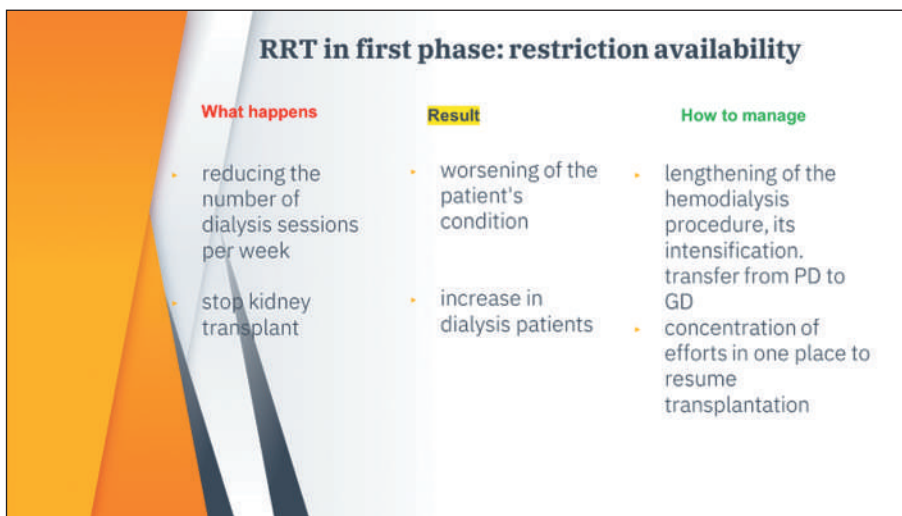 RRT in first phase: restriction availability
What happens
reducing the
number of
dialysis sessions
per week
stop kidney
transplant
Result
worsening of the
patient's
condition
increase in
dialysis patients
How to manage
lengthening of the
hemodialysis
procedure, its
intensification.
transfer from PD to
GD
concentration of
efforts in one place to
resume
transplantation